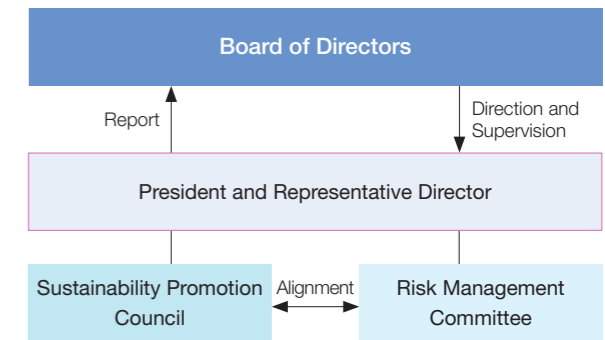 Board of Directors
Report
Direction and
Supervision
President and Representative Director
Sustainability Promotion
Council
Alignment
Risk Management
Committee